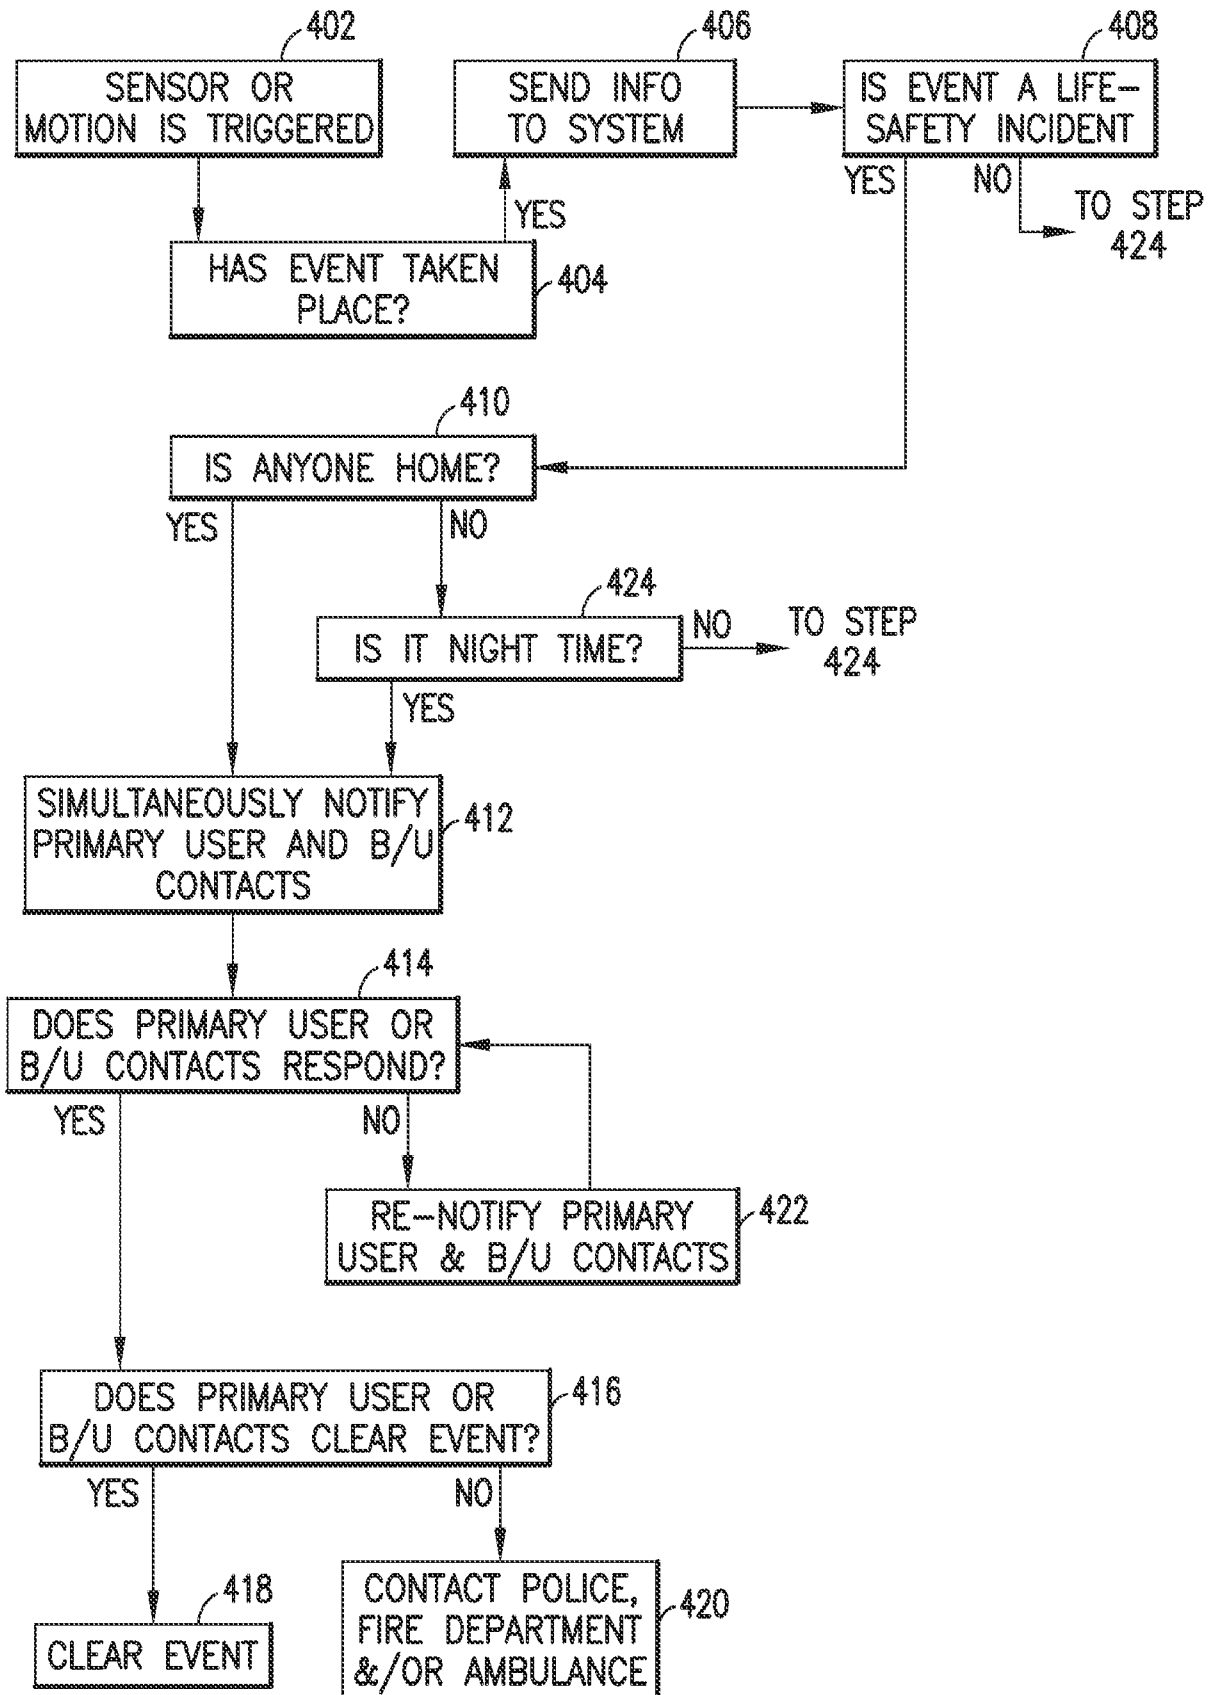 402
SENSOR OR
MOTION IS TRIGGERED
406
SEND INFO
TO SYSTEM
408
IS EVENT A LIFE-
SAFETY INCIDENT
YES
NO
TO STEP
424
YES
HAS EVENT TAKEN
PLACE?
404
410
IS ANYONE HOME?
YES
NO
424
IS IT NIGHT TIME?
NO
TO STEP
424
YES
SIMULTANEOUSLY NOTIFY
PRIMARY USER AND B/U
CONTACTS
412
414
DOES PRIMARY USER OR
B/U CONTACTS RESPOND?
YES
NO
RE-NOTIFY PRIMARY
USER & B/U CONTACTS
422
DOES PRIMARY USER OR
B/U CONTACTS CLEAR EVENT?
416
YES
NO
418
CLEAR EVENT
CONTACT POLICE,
FIRE DEPARTMENT
&/OR AMBULANCE
420